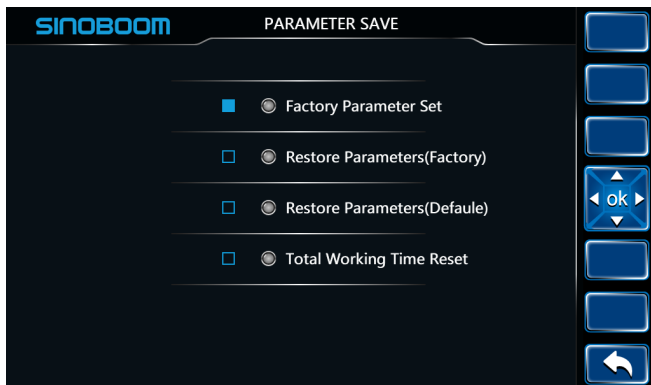 SINOBOOM
PARAMETER SAVE
Factory Parameter Set
Restore Parameters(Factory)
ok
Restore Parameters(Defaule)
Total Working Time Reset